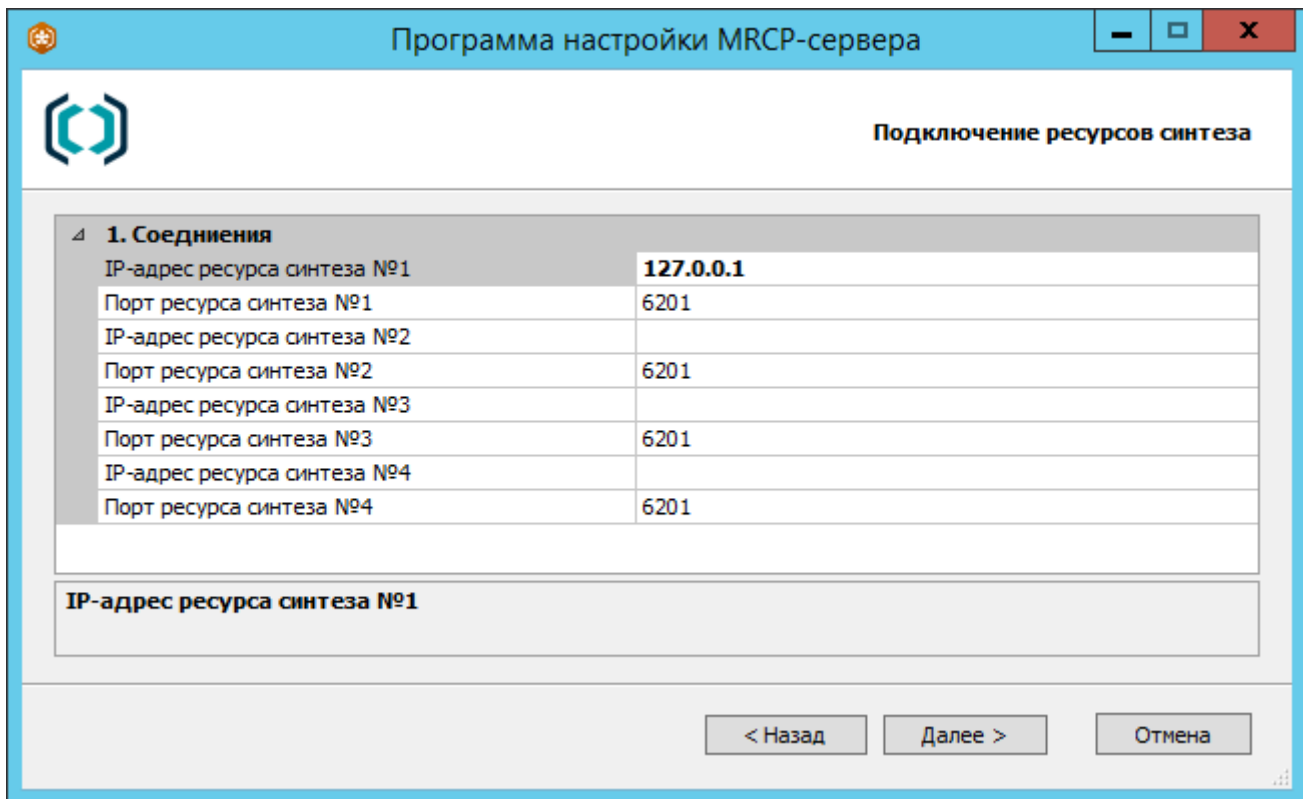 Программа настройки MRCP-сервера
Подключение ресурсов синтеза
1. Соедниения
IP-адрес ресурса синтеза №1 127.0.0.1
Порт ресурса синтеза №1 6201
IP-адрес ресурса синтеза №2
Порт ресурса синтеза №2 6201
IP-адрес ресурса синтеза №3
Порт ресурса синтеза №3 6201
IP-адрес ресурса синтеза №4
Порт ресурса синтеза №4 6201
IP-адрес ресурса синтеза №1
< Назад Далее > Отмена